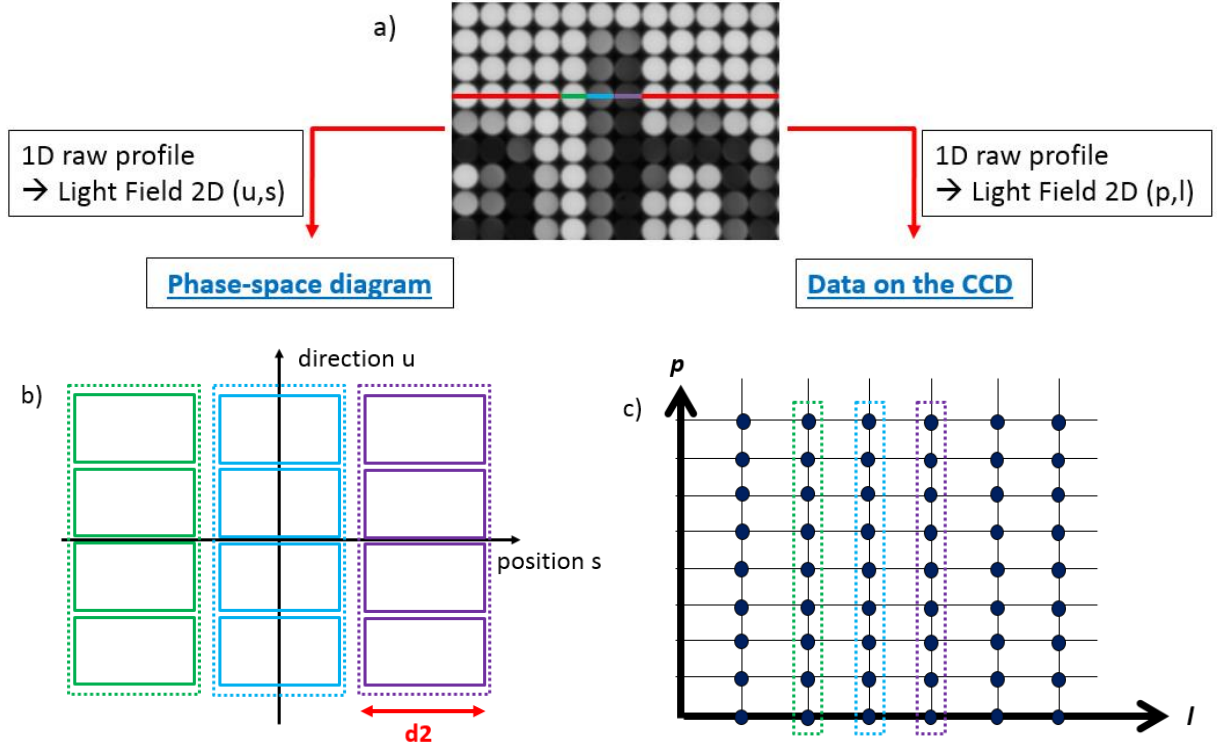 a)
1D raw profile
→ Light Field 2D (u,s)
1D raw profile
→ Light Field 2D (p,l)
Phase-space diagram
Data on the CCD
b)
direction u
position s
d2
c)
p
l